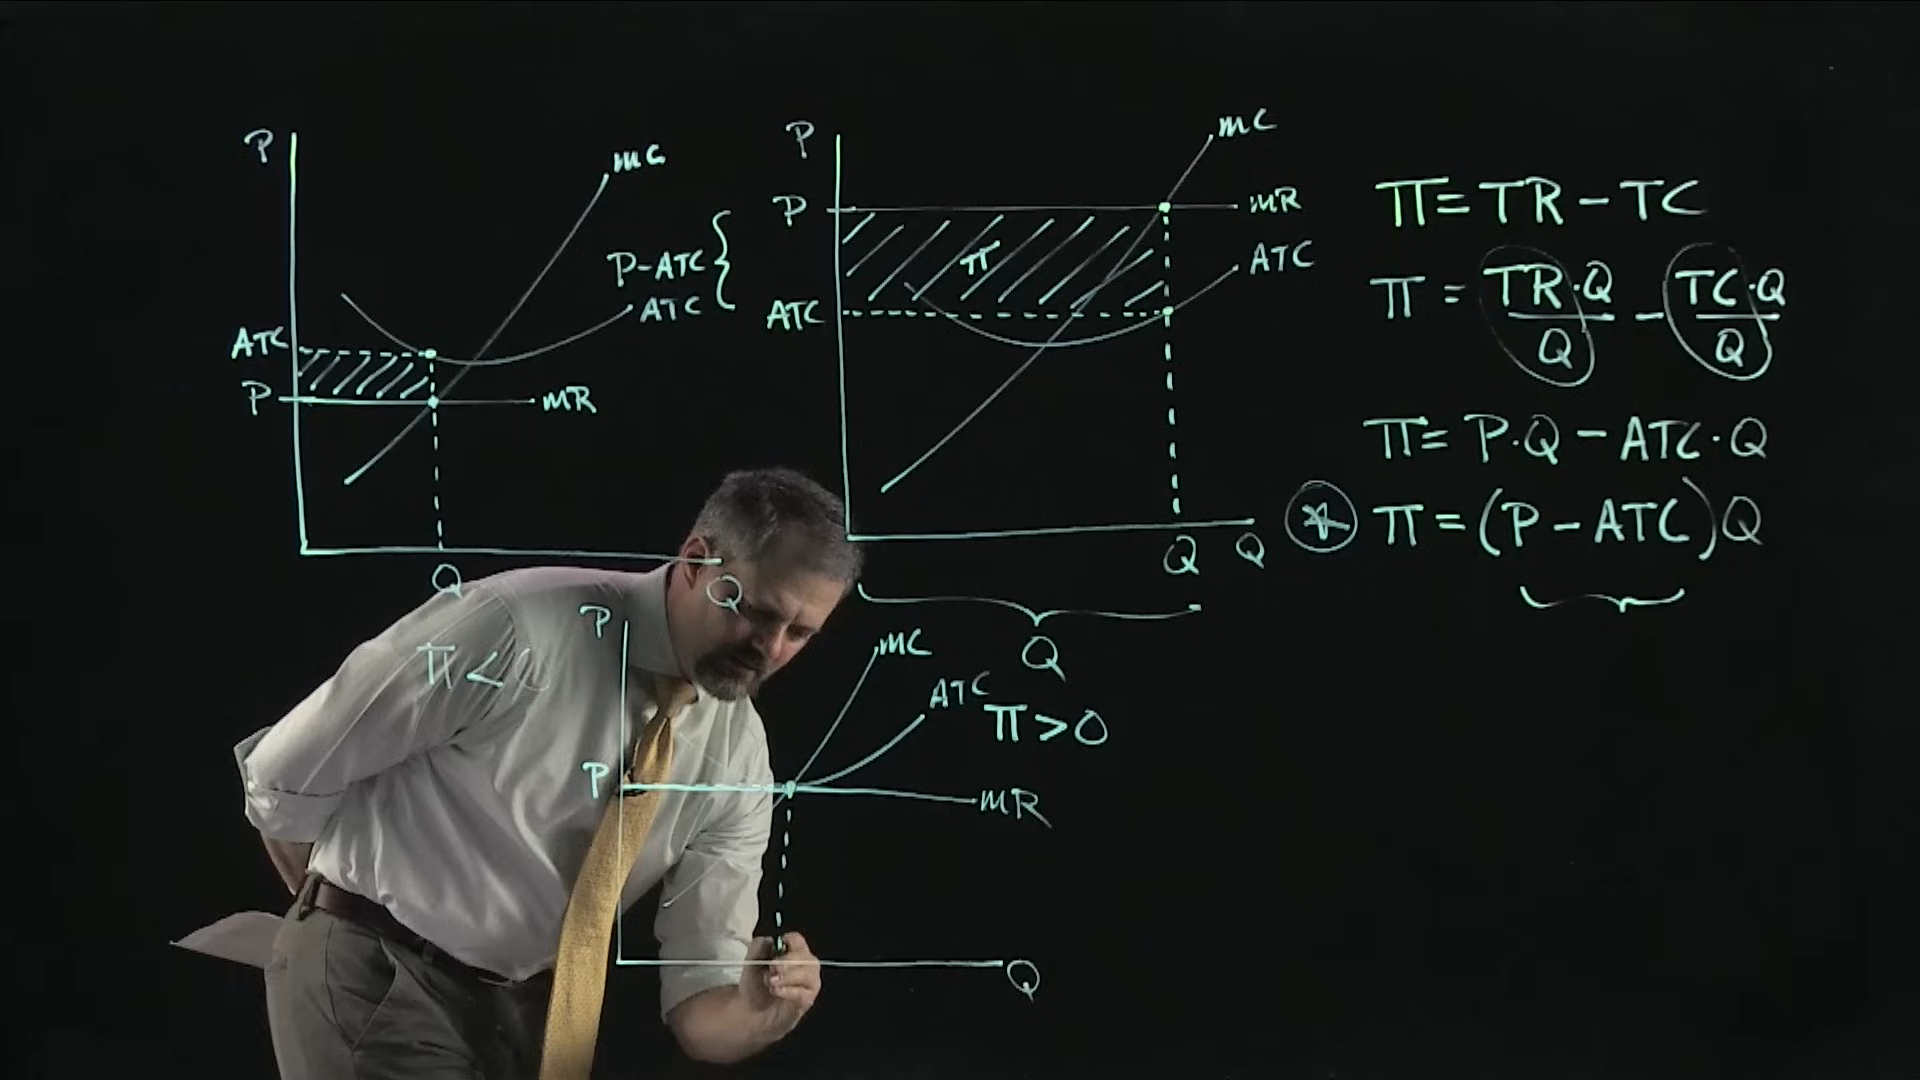 P
MC
P-ATC
ATC
ATC
P
MR
Q
Q
π <
P
MC
P
MR
π
ATC
ATC
Q
Q
Q
π > 0
P
MC
ATC
P
MR
Q
π = TR - TC
π = TR·Q/Q - TC·Q/Q
π = P·Q - ATC·Q
* π = (P - ATC)Q